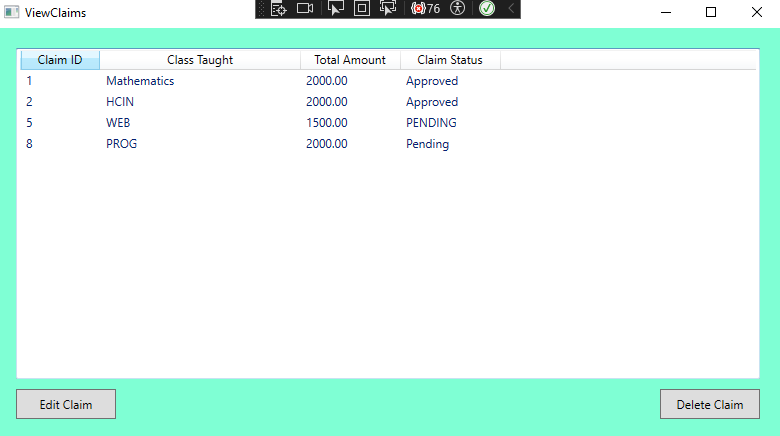 ViewClaims
76
Claim ID Class Taught Total Amount Claim Status
1 Mathematics 2000.00 Approved
2 HCIN 2000.00 Approved
5 WEB 1500.00 PENDING
8 PROG 2000.00 Pending
Edit Claim Delete Claim